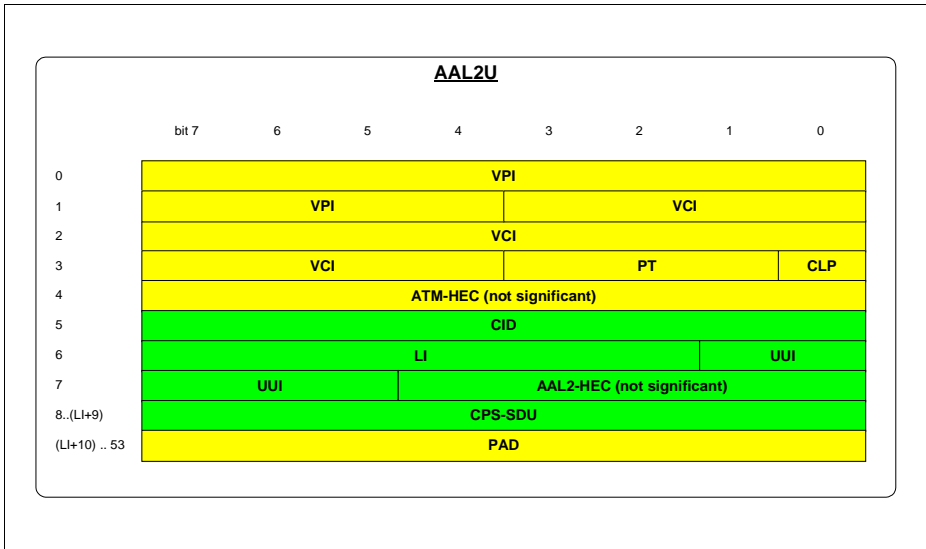 AAL2U
bit 7 6 5 4 3 2 1 0
0 VPI
1 VPI VCI
2 VCI
3 VCI PT CLP
4 ATM-HEC (not significant)
5 CID
6 LI UUI
7 UUI AAL2-HEC (not significant)
8..(LI+9) CPS-SDU
(LI+10) .. 53 PAD